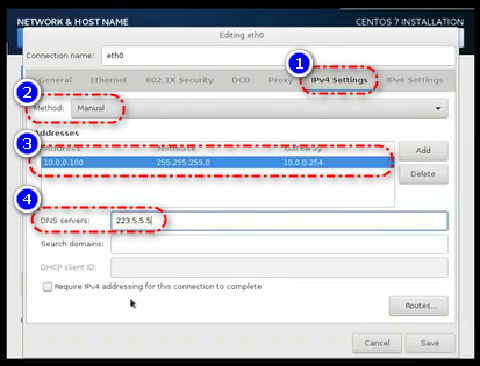 NETWORK & HOST NAME
CENTOS 7 INSTALLATION
Editing eth0
Connection name: eth0
1
General Ethernet 802.1X Security DCB Proxy IPv4 Settings IPv6 Settings
2
Method: Manual
Addresses
3
Address Netmask Gateway
10.0.0.100 255.255.255.0 10.0.0.254
Add
Delete
4
DNS servers: 223.5.5.5
Search domains:
DHCP client ID:
Require IPv4 addressing for this connection to complete
Routes...
Cancel Save